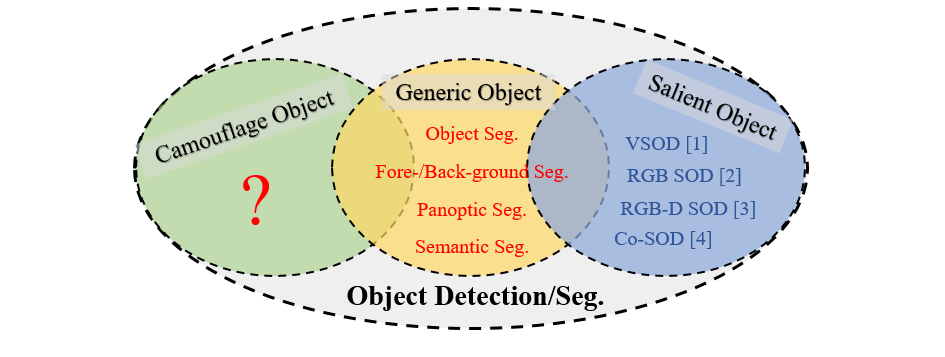 Camouflage Object
?
Generic Object
Object Seg.
Fore-/Back-ground Seg.
Panoptic Seg.
Semantic Seg.
Salient Object
VSOD [1]
RGB SOD [2]
RGB-D SOD [3]
Co-SOD [4]
Object Detection/Seg.